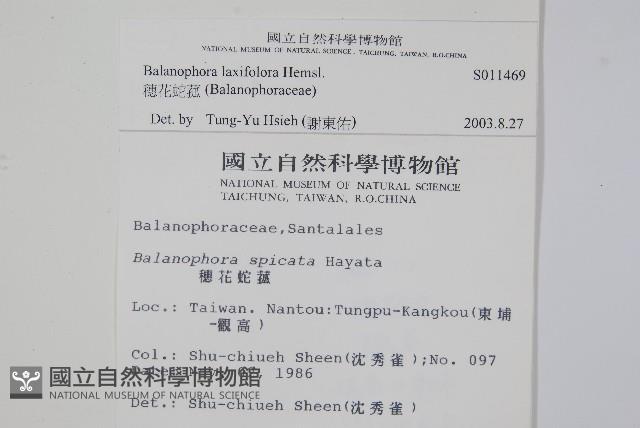 國立自然科學博物館
NATIONAL MUSEUM OF NATURAL SCIENCE, TAICHUNG, TAIWAN, R.O.CHINA
Balanophora laxifolora Hemsl. S011469
穗花蛇菰 (Balanophoraceae)
Det. by Tung-Yu Hsieh (謝東佑) 2003.8.27
國立自然科學博物館
NATIONAL MUSEUM OF NATURAL SCIENCE
TAICHUNG, TAIWAN, R.O.CHINA
Balanophoraceae,Santalales
Balanophora spicata Hayata
穗花蛇菰
Loc.: Taiwan. Nantou:Tungpu-Kangkou(東埔
-觀高)
Col.: Shu-chiueh Sheen(沈秀雀);No. 097
1986
Det.: Shu-chiueh Sheen(沈秀雀)
國立自然科學博物館
NATIONAL MUSEUM OF NATURAL SCIENCE